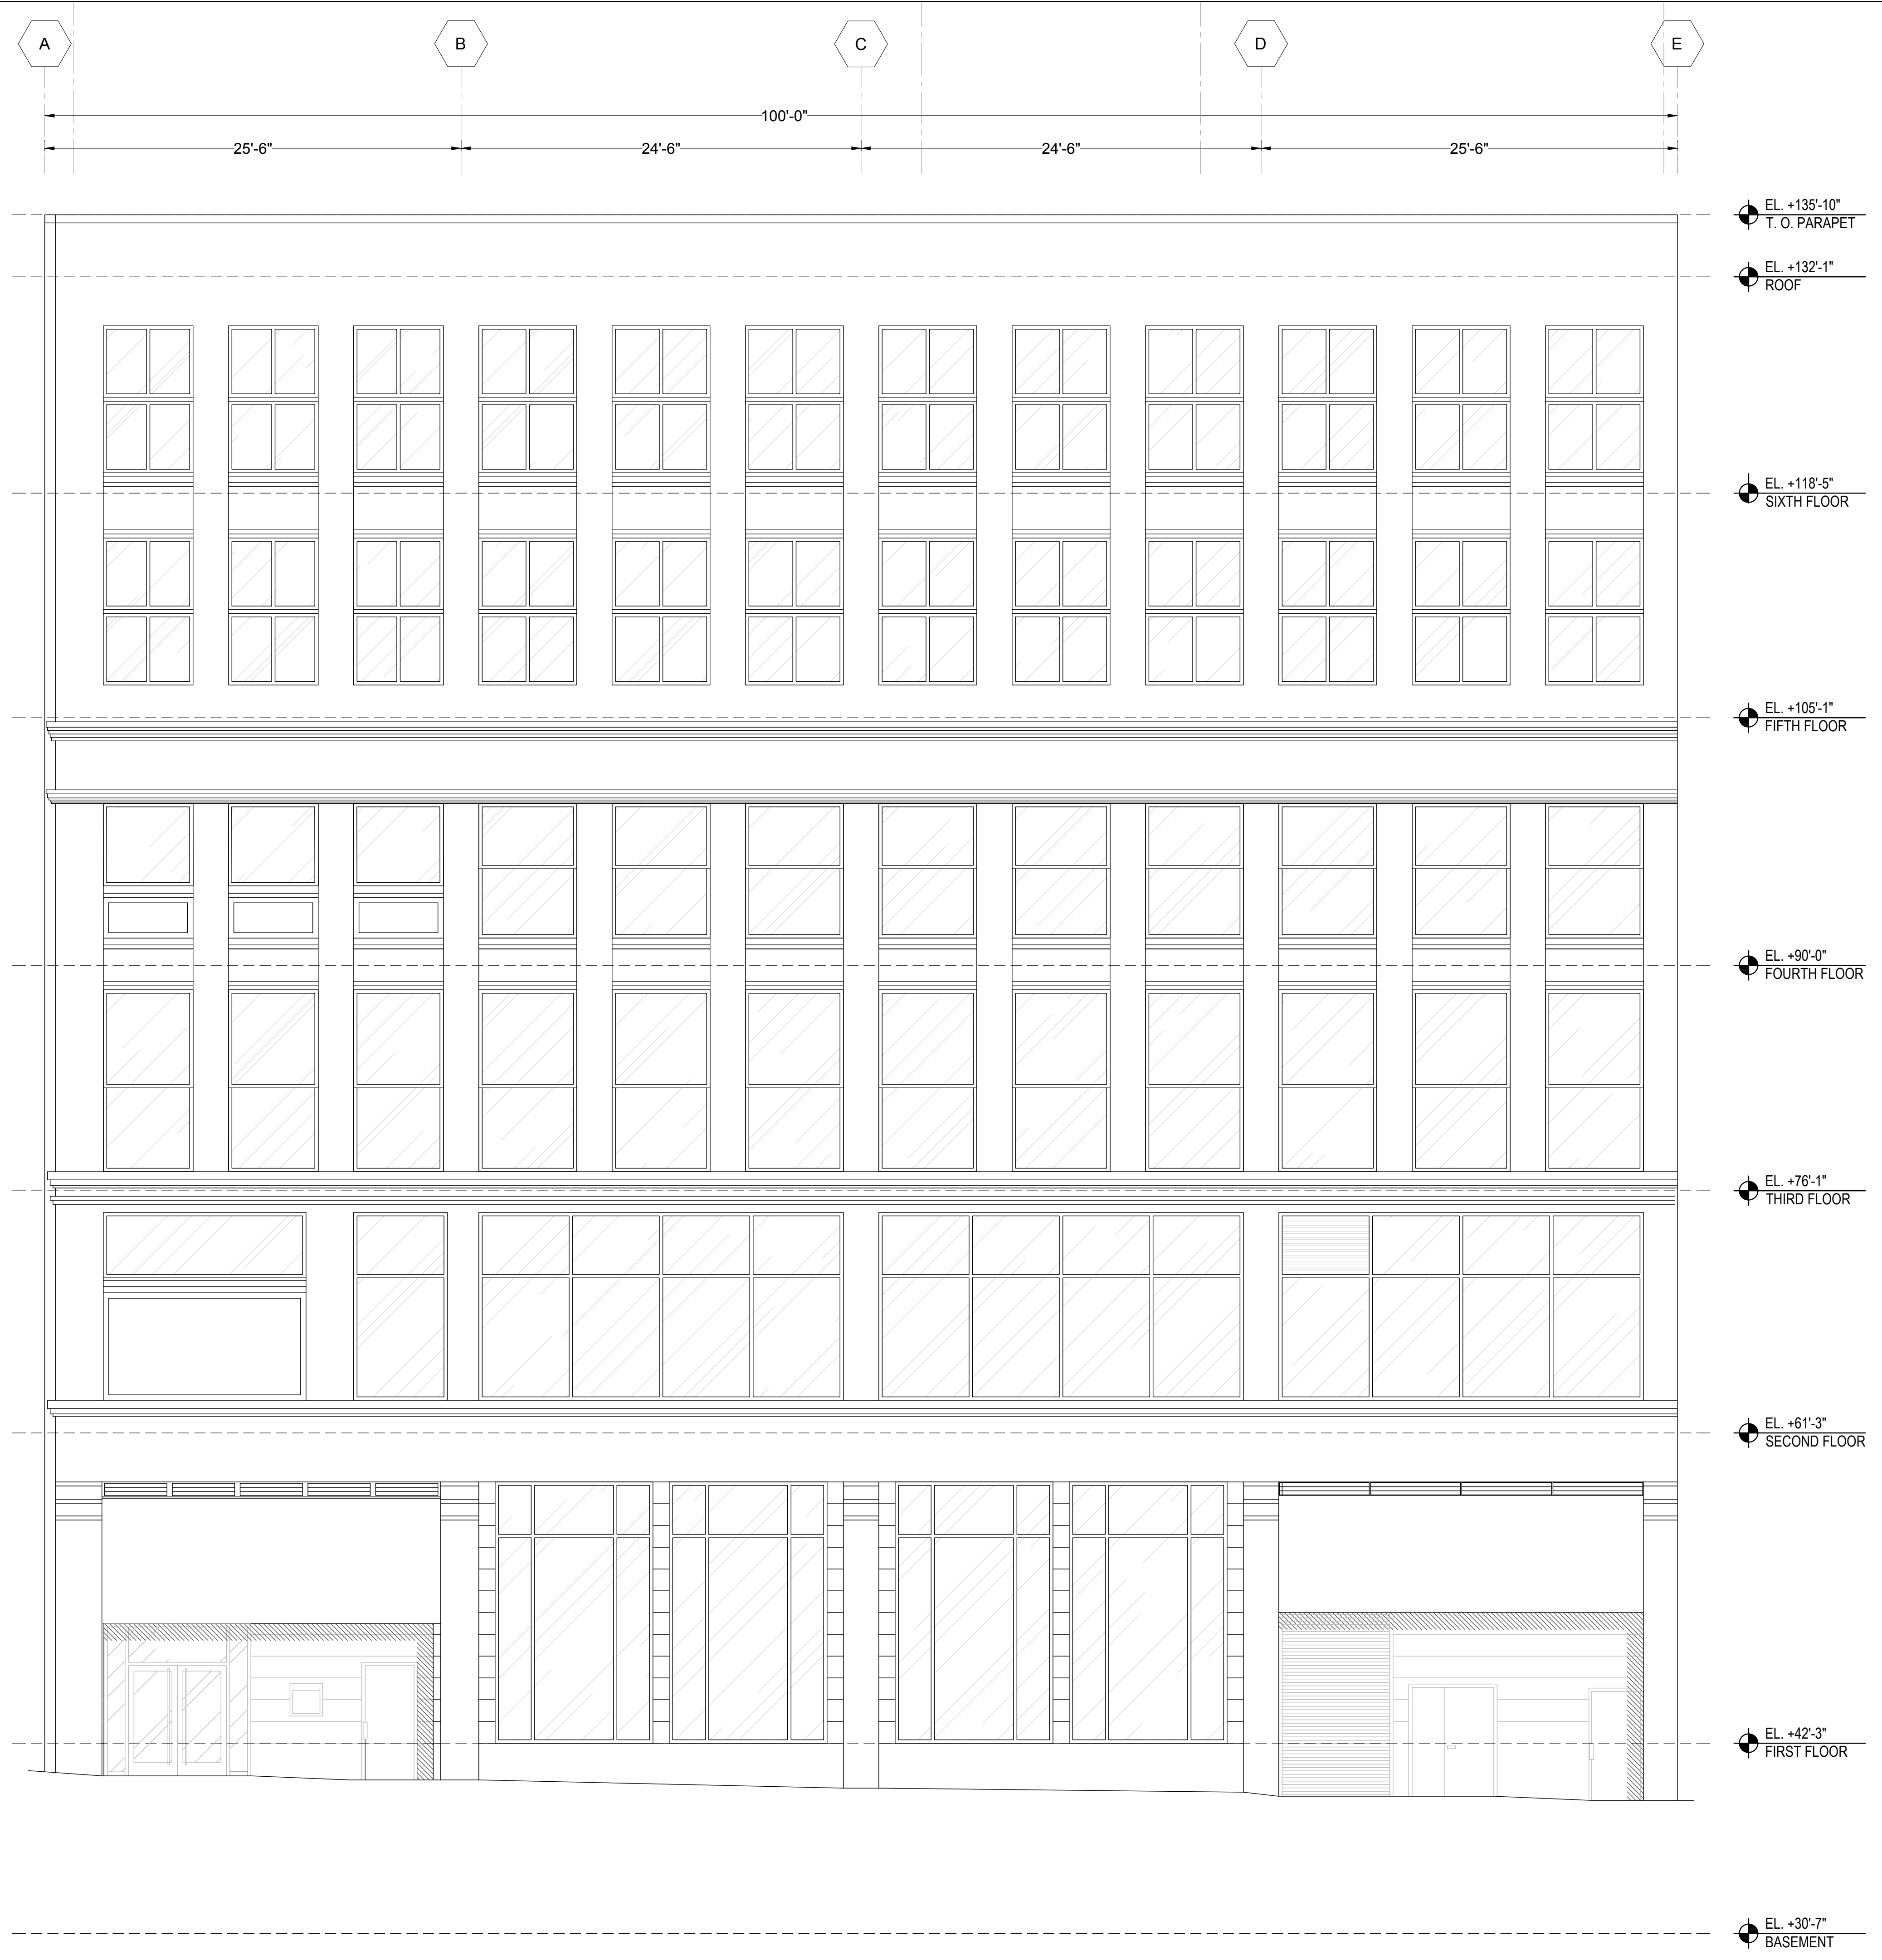 A B C D E
100'-0"
25'-6" 24'-6" 24'-6" 25'-6"
EL. +135'-10"
T. O. PARAPET
EL. +132'-1"
ROOF
EL. +118'-5"
SIXTH FLOOR
EL. +105'-1"
FIFTH FLOOR
EL. +90'-0"
FOURTH FLOOR
EL. +76'-1"
THIRD FLOOR
EL. +61'-3"
SECOND FLOOR
EL. +42'-3"
FIRST FLOOR
EL. +30'-7"
BASEMENT